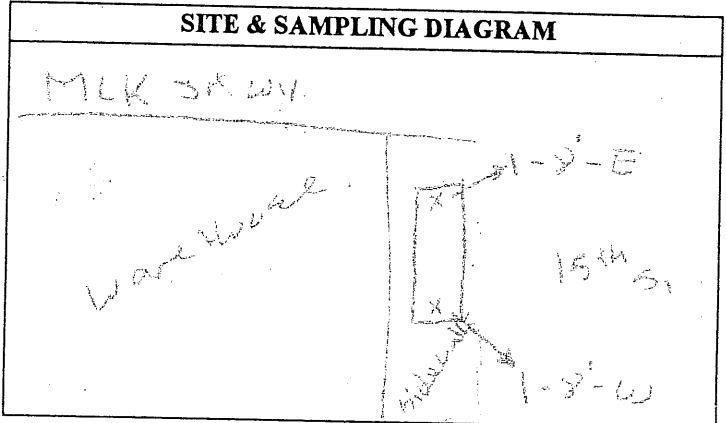 SITE & SAMPLING DIAGRAM
MLK JR. WY.
1-8'-E
X
Warehouse
15th St
X
1-8'-W